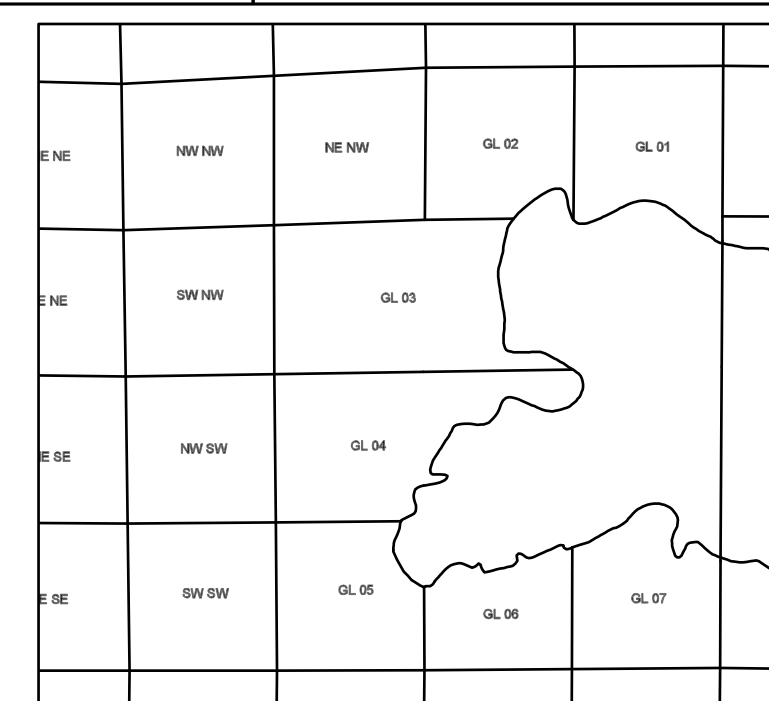 E NE
NW NW
NE NW
GL 02
GL 01
E NE
SW NW
GL 03
E SE
NW SW
GL 04
E SE
SW SW
GL 05
GL 06
GL 07